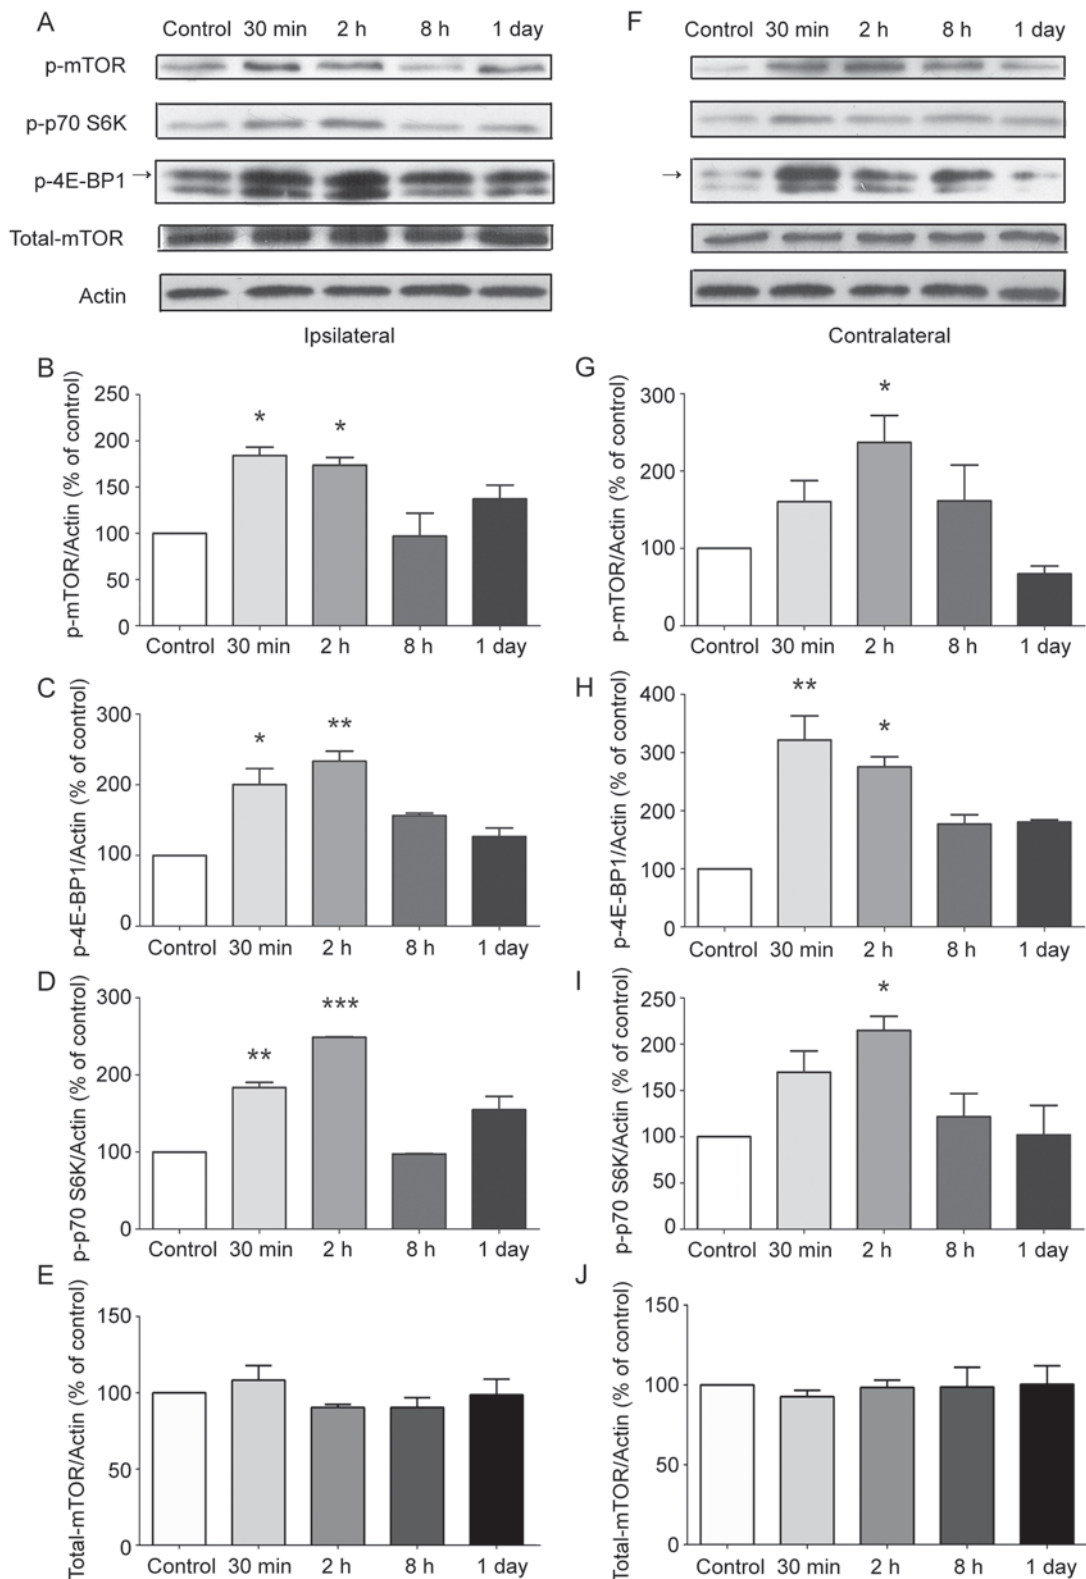 A
Control 30 min 2 h 8 h 1 day
F
Control 30 min 2 h 8 h 1 day
p-mTOR
p-p70 S6K
p-4E-BP1 →
→
Total-mTOR
Actin
Ipsilateral
Contralateral
B
p-mTOR/Actin (% of control)
250
200
150
100
50
0
* *
Control 30 min 2 h 8 h 1 day
G
p-mTOR/Actin (% of control)
300
200
100
0
*
Control 30 min 2 h 8 h 1 day
C
p-4E-BP1/Actin (% of control)
300
200
100
0
* **
Control 30 min 2 h 8 h 1 day
H
p-4E-BP1/Actin (% of control)
400
300
200
100
0
** *
Control 30 min 2 h 8 h 1 day
D
p-p70 S6K/Actin (% of control)
300
200
100
0
** ***
Control 30 min 2 h 8 h 1 day
I
p-p70 S6K/Actin (% of control)
250
200
150
100
50
0
*
Control 30 min 2 h 8 h 1 day
E
Total-mTOR/Actin (% of control)
150
100
50
0
Control 30 min 2 h 8 h 1 day
J
Total-mTOR/Actin (% of control)
150
100
50
0
Control 30 min 2 h 8 h 1 day